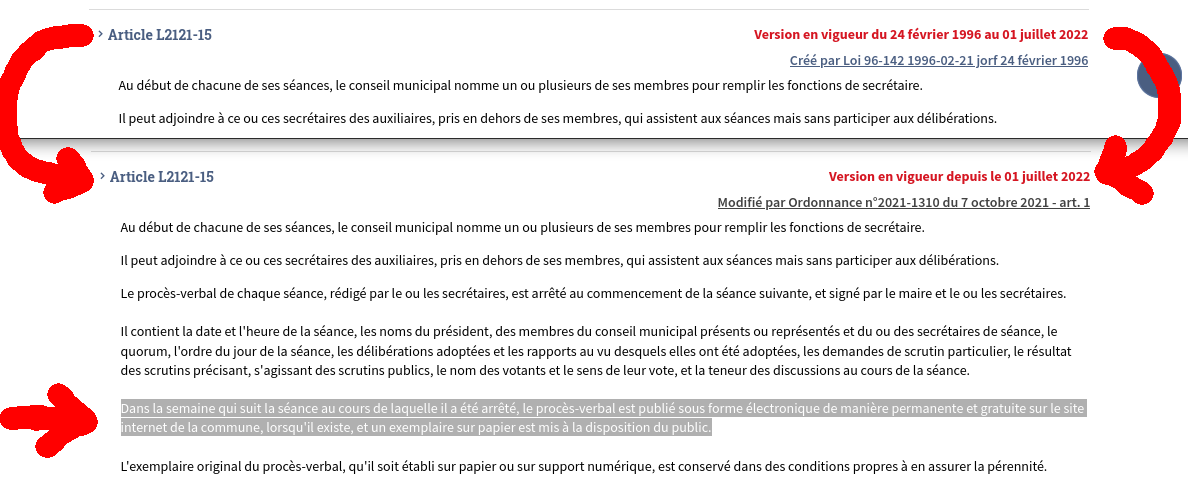 Article L2121-15
Version en vigueur du 24 février 1996 au 01 juillet 2022
Créé par Loi 96-142 1996-02-21 jorf 24 février 1996
Au début de chacune de ses séances, le conseil municipal nomme un ou plusieurs de ses membres pour remplir les fonctions de secrétaire.
Il peut adjoindre à ce ou ces secrétaires des auxiliaires, pris en dehors de ses membres, qui assistent aux séances mais sans participer aux délibérations.
Article L2121-15
Version en vigueur depuis le 01 juillet 2022
Modifié par Ordonnance n°2021-1310 du 7 octobre 2021 - art. 1
Au début de chacune de ses séances, le conseil municipal nomme un ou plusieurs de ses membres pour remplir les fonctions de secrétaire.
Il peut adjoindre à ce ou ces secrétaires des auxiliaires, pris en dehors de ses membres, qui assistent aux séances mais sans participer aux délibérations.
Le procès-verbal de chaque séance, rédigé par le ou les secrétaires, est arrêté au commencement de la séance suivante, et signé par le maire et le ou les secrétaires.
Il contient la date et l'heure de la séance, les noms du président, des membres du conseil municipal présents ou représentés et du ou des secrétaires de séance, le
quorum, l'ordre du jour de la séance, les délibérations adoptées et les rapports au vu desquels elles ont été adoptées, les demandes de scrutin particulier, le résultat
des scrutins précisant, s'agissant des scrutins publics, le nom des votants et le sens de leur vote, et la teneur des discussions au cours de la séance.
Dans la semaine qui suit la séance au cours de laquelle il a été arrêté, le procès-verbal est publié sous forme électronique de manière permanente et gratuite sur le site
internet de la commune, lorsqu'il existe, et un exemplaire sur papier est mis à la disposition du public.
L'exemplaire original du procès-verbal, qu'il soit établi sur papier ou sur support numérique, est conservé dans des conditions propres à en assurer la pérennité.